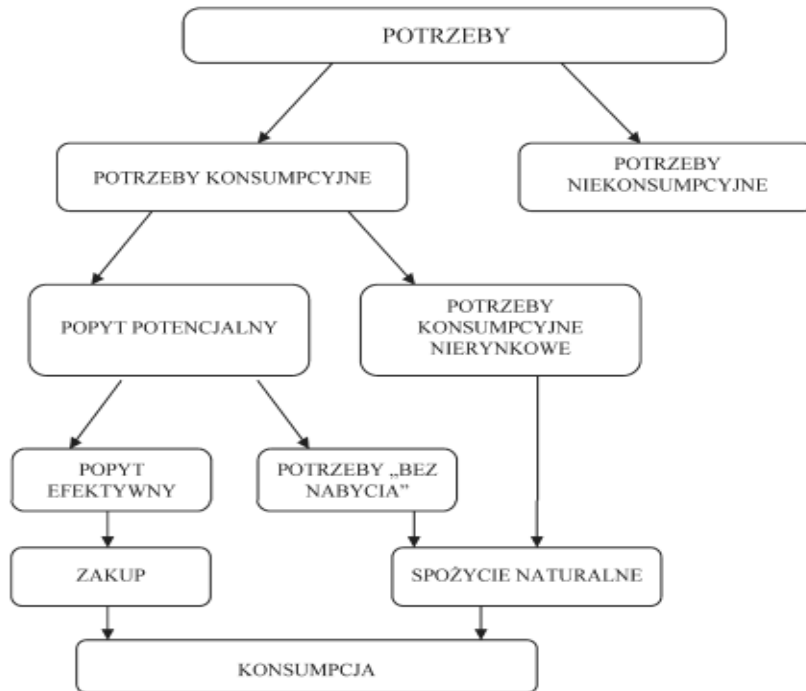 POTRZEBY
POTRZEBY KONSUMPCYJNE
POTRZEBY
NIEKONSUMPCYJNE
POPYT POTENCJALNY
POTRZEBY
KONSUMPCYJNE
NIERYNKOWE
POPYT
EFEKTYWNY
POTRZEBY „BEZ
NABYCIA”
ZAKUP
SPOŻYCIE NATURALNE
KONSUMPCJA